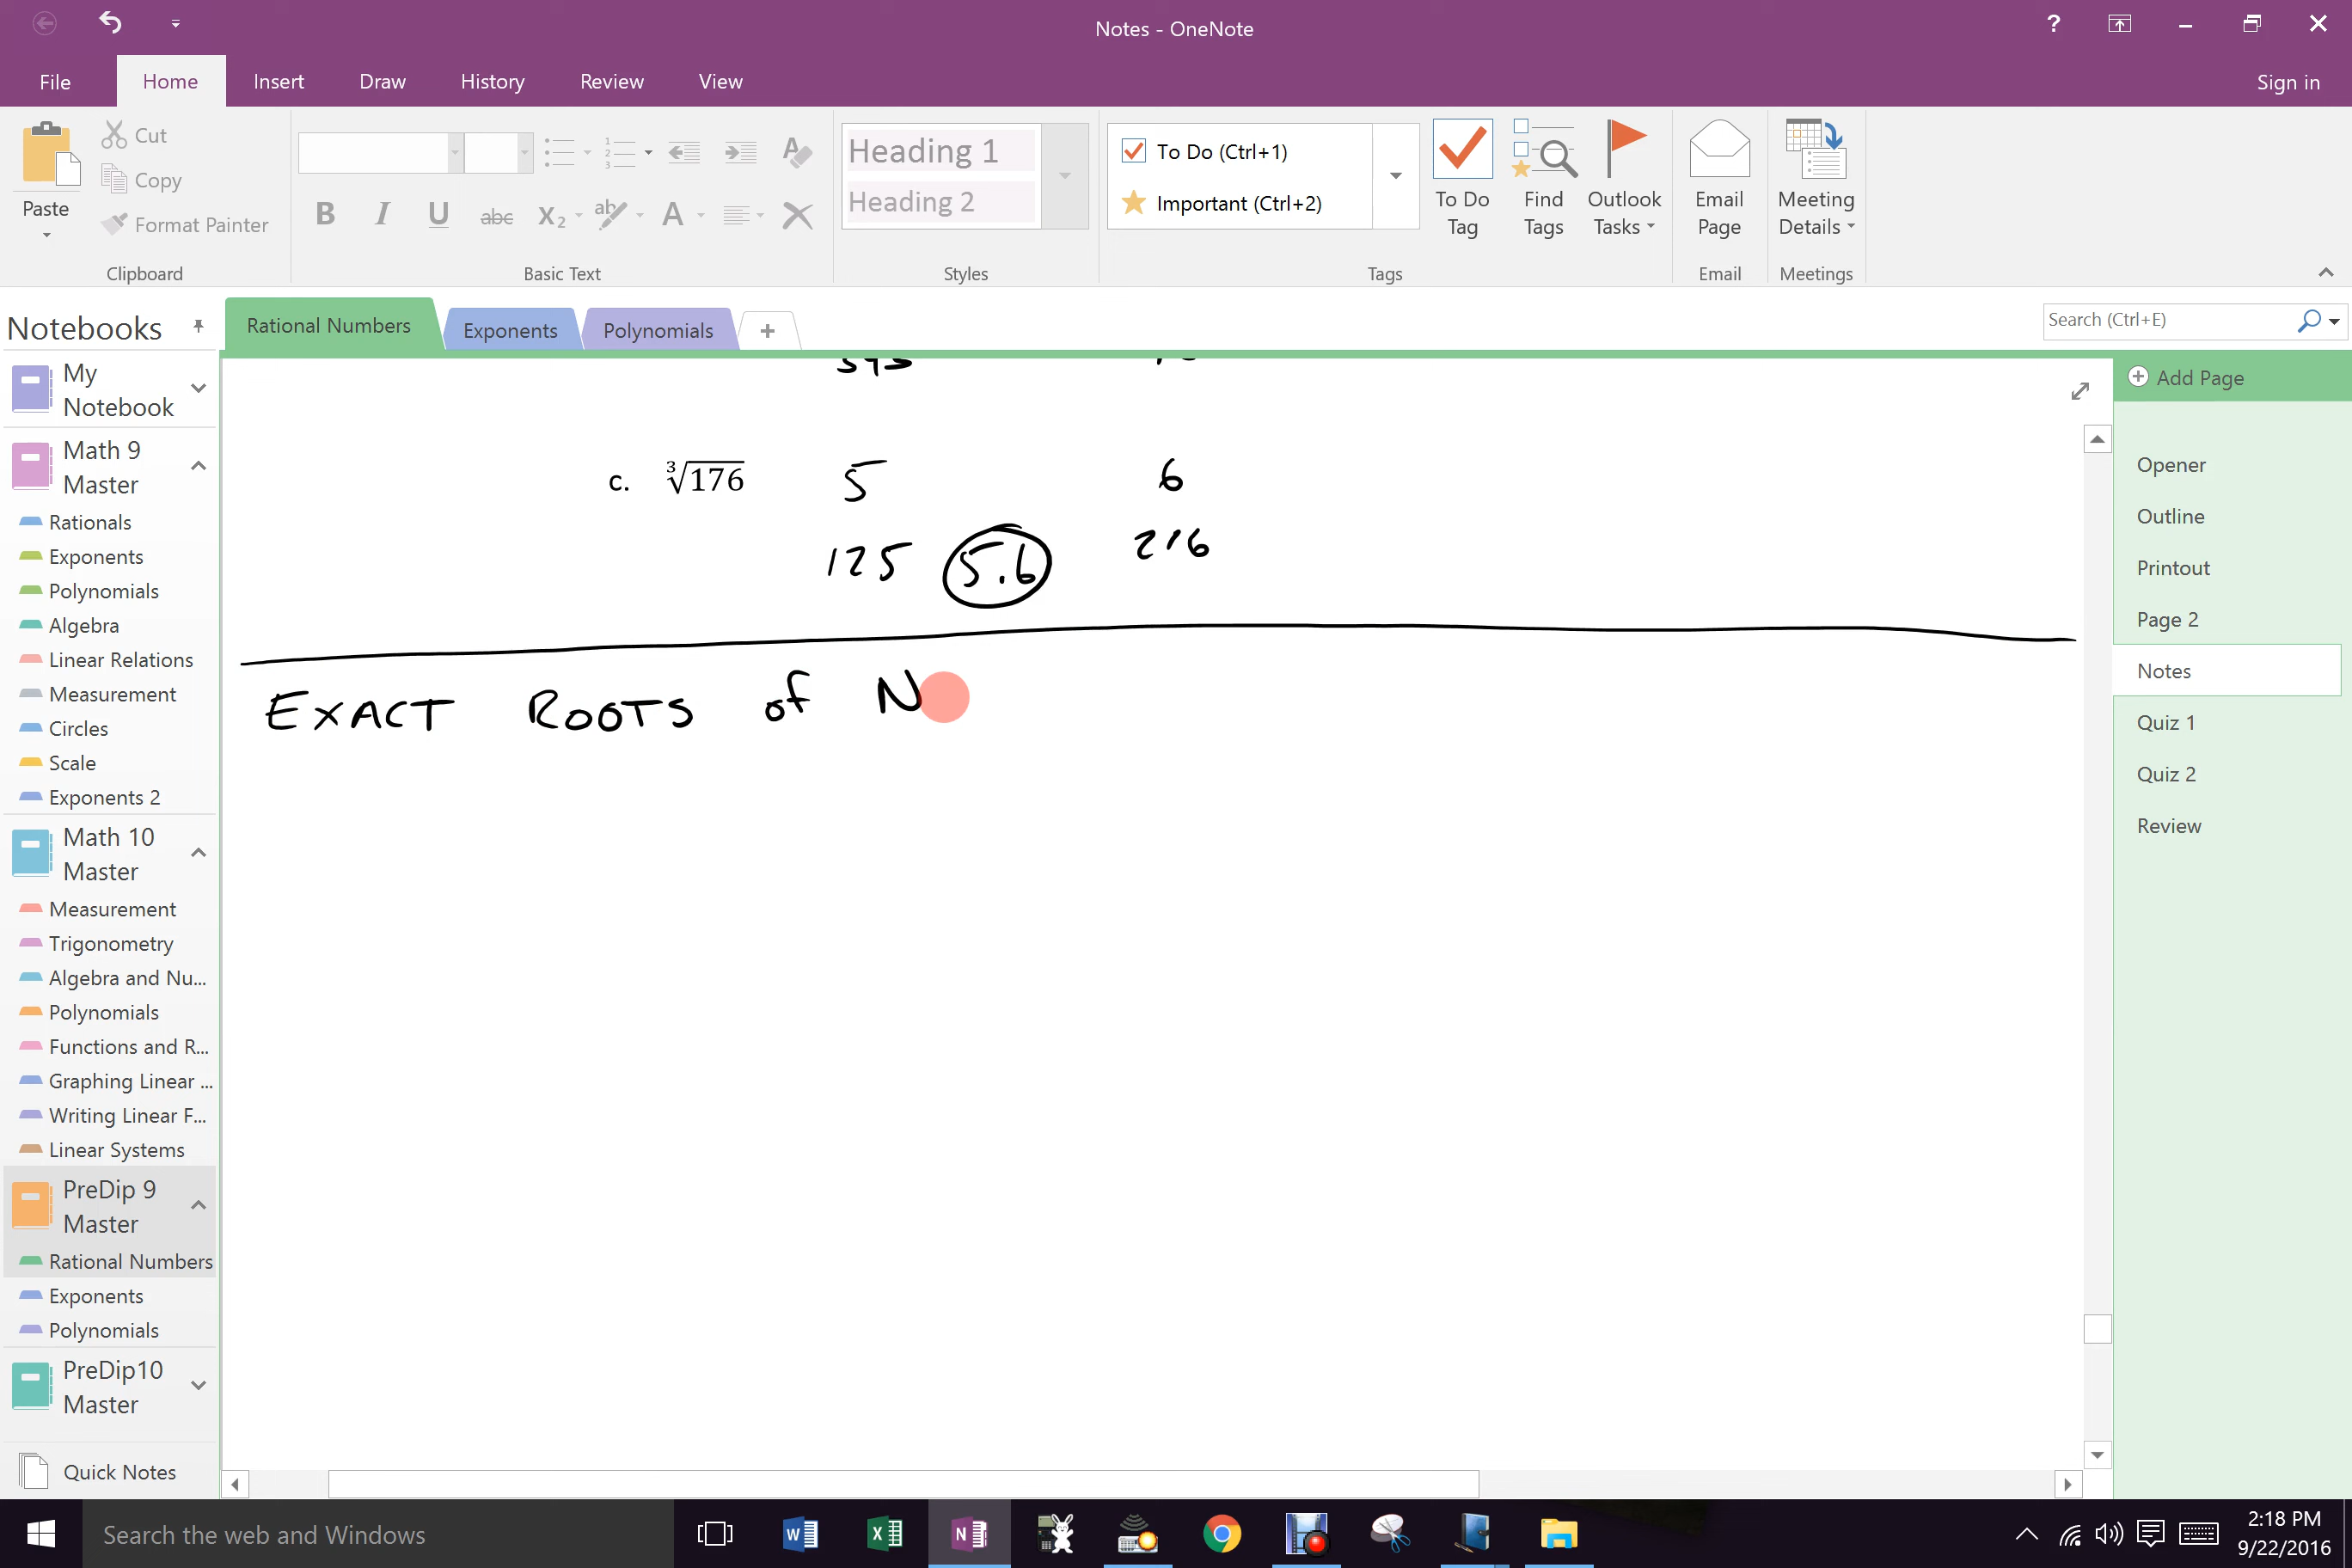 Notes - OneNote
File Home Insert Draw History Review View Sign in
Paste
Cut
Copy
Format Painter
Clipboard
Basic Text
Heading 1
Heading 2
Styles
To Do (Ctrl+1)
Important (Ctrl+2)
Tags
To Do Tag
Find Tags
Outlook Tasks
Email Page
Email
Meeting Details
Meetings
Notebooks
Rational Numbers Exponents Polynomials +
Search (Ctrl+E)
My Notebook
Math 9 Master
Rationals
Exponents
Polynomials
Algebra
Linear Relations
Measurement
Circles
Scale
Exponents 2
Math 10 Master
Measurement
Trigonometry
Algebra and Nu...
Polynomials
Functions and R...
Graphing Linear ...
Writing Linear F...
Linear Systems
PreDip 9 Master
Rational Numbers
Exponents
Polynomials
PreDip10 Master
Quick Notes
c. ³√176 5 6
125 5.6 216
EXACT ROOTS of N
Add Page
Opener
Outline
Printout
Page 2
Notes
Quiz 1
Quiz 2
Review
Search the web and Windows
2:18 PM
9/22/2016